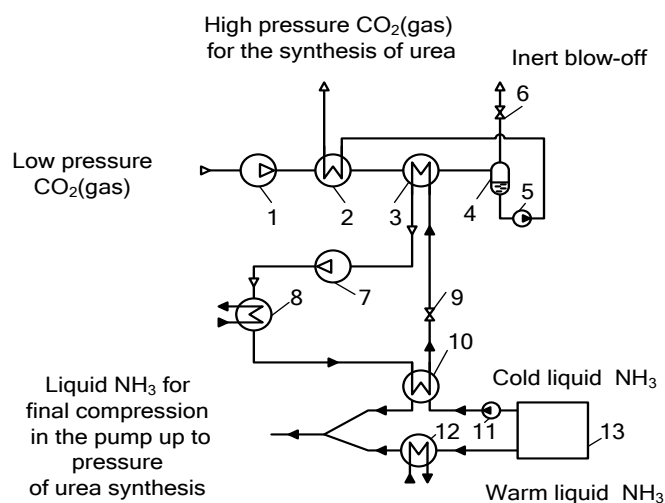 High pressure CO₂(gas)
for the synthesis of urea
Inert blow-off
6
Low pressure
CO₂(gas)
1
2
3
4
5
7
8
9
10
Liquid NH₃ for
final compression
in the pump up to
pressure
of urea synthesis
Cold liquid NH₃
11
12
13
Warm liquid NH₃